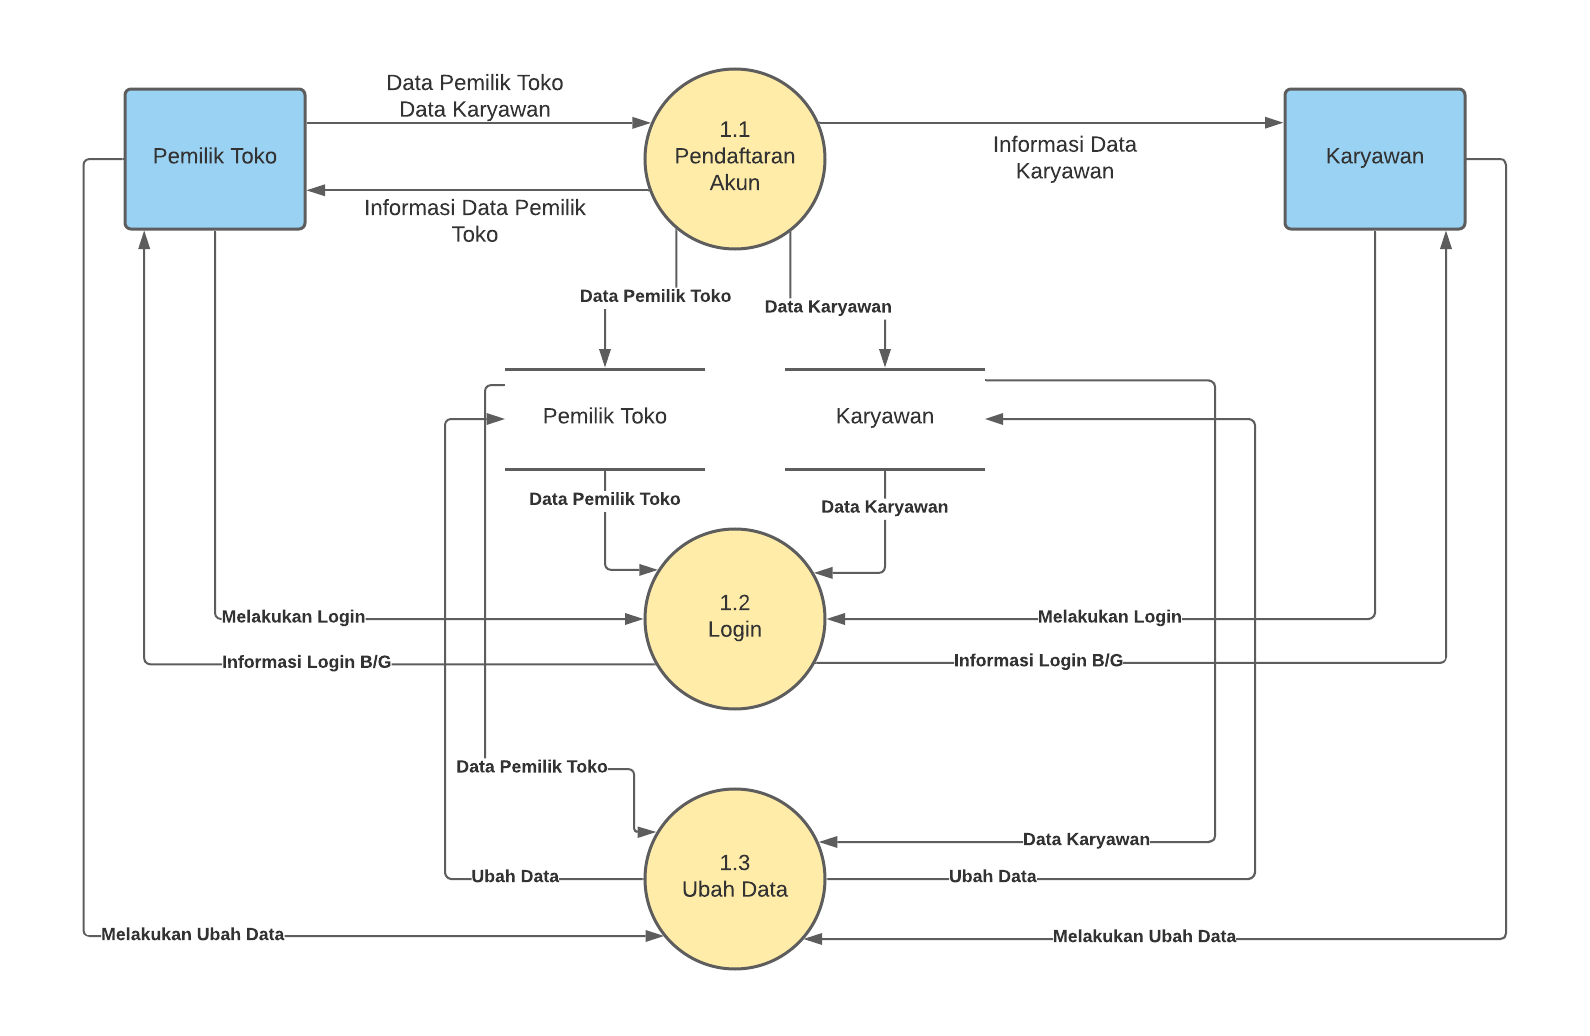 Data Pemilik Toko
Data Karyawan
1.1
Pendaftaran
Akun
Pemilik Toko
Informasi Data
Karyawan
Karyawan
Informasi Data Pemilik
Toko
Data Pemilik Toko
Data Karyawan
Pemilik Toko
Karyawan
Data Pemilik Toko
Data Karyawan
1.2
Login
Melakukan Login
Melakukan Login
Informasi Login B/G
Informasi Login B/G
Data Pemilik Toko
Data Karyawan
1.3
Ubah Data
Ubah Data
Ubah Data
Melakukan Ubah Data
Melakukan Ubah Data